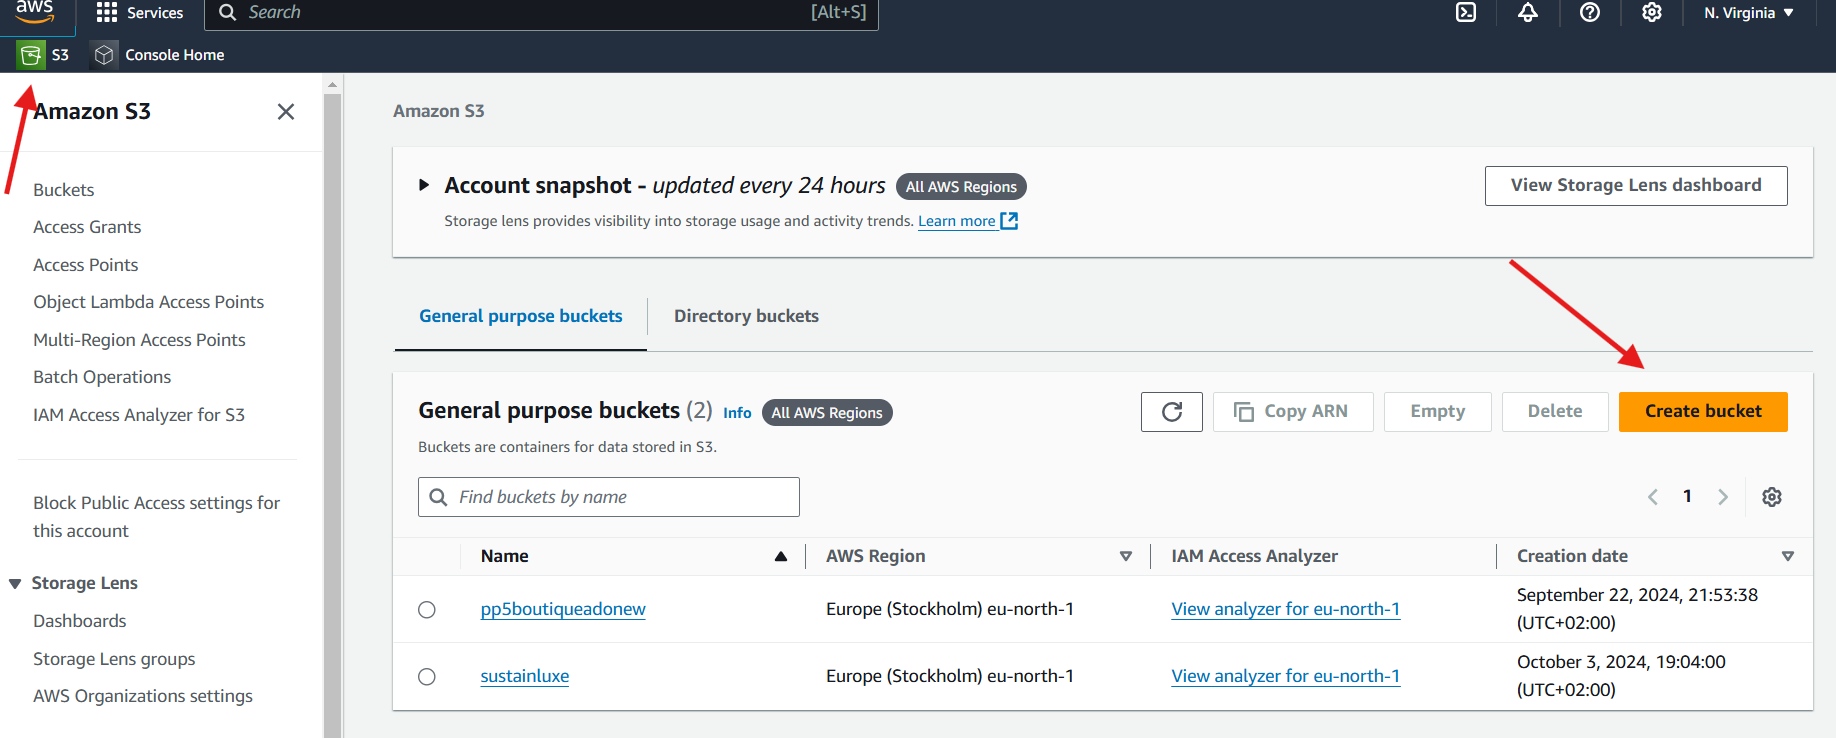 aws
Services
Search
[Alt+S]
N. Virginia
S3
Console Home
Amazon S3
Buckets
Access Grants
Access Points
Object Lambda Access Points
Multi-Region Access Points
Batch Operations
IAM Access Analyzer for S3
Block Public Access settings for
this account
Storage Lens
Dashboards
Storage Lens groups
AWS Organizations settings
Amazon S3
Account snapshot - updated every 24 hours All AWS Regions
Storage lens provides visibility into storage usage and activity trends. Learn more
View Storage Lens dashboard
General purpose buckets
Directory buckets
General purpose buckets (2) Info All AWS Regions
Buckets are containers for data stored in S3.
Copy ARN
Empty
Delete
Create bucket
Find buckets by name
1
Name AWS Region IAM Access Analyzer Creation date
pp5boutiqueadonew Europe (Stockholm) eu-north-1 View analyzer for eu-north-1 September 22, 2024, 21:53:38
(UTC+02:00)
sustainluxe Europe (Stockholm) eu-north-1 View analyzer for eu-north-1 October 3, 2024, 19:04:00
(UTC+02:00)